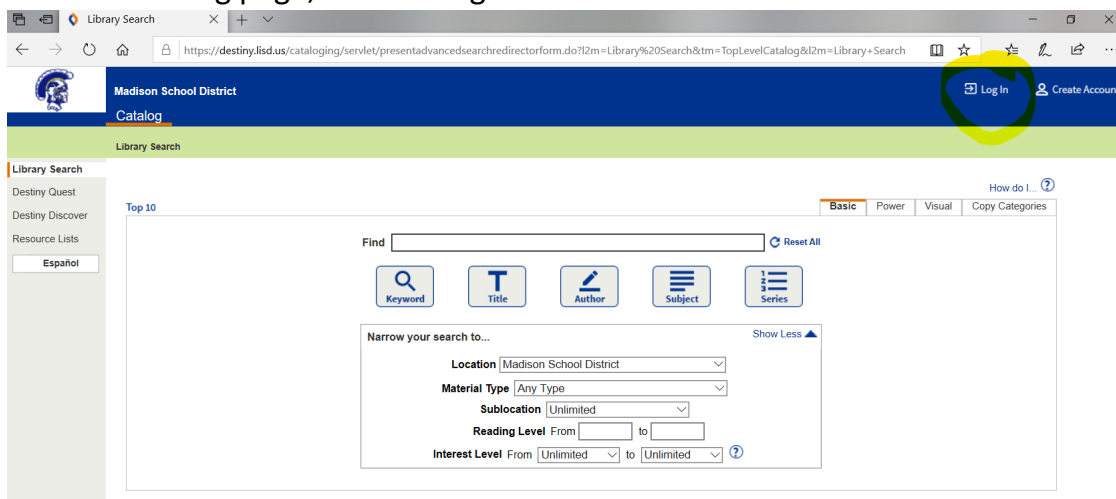 Library Search
https://destiny.lisd.us/cataloging/servlet/presentadvancedsearchredirectorform.do?l2m=Library%20Search&tm=TopLevelCatalog&l2m=Library+Search
Madison School District
Log In
Create Accoun
Catalog
Library Search
Library Search
Destiny Quest
Destiny Discover
Resource Lists
Español
How do I... ?
Top 10
Basic Power Visual Copy Categories
Find
Reset All
Keyword Title Author Subject Series
Narrow your search to...
Show Less
Location Madison School District
Material Type Any Type
Sublocation Unlimited
Reading Level From to
Interest Level From Unlimited to Unlimited ?